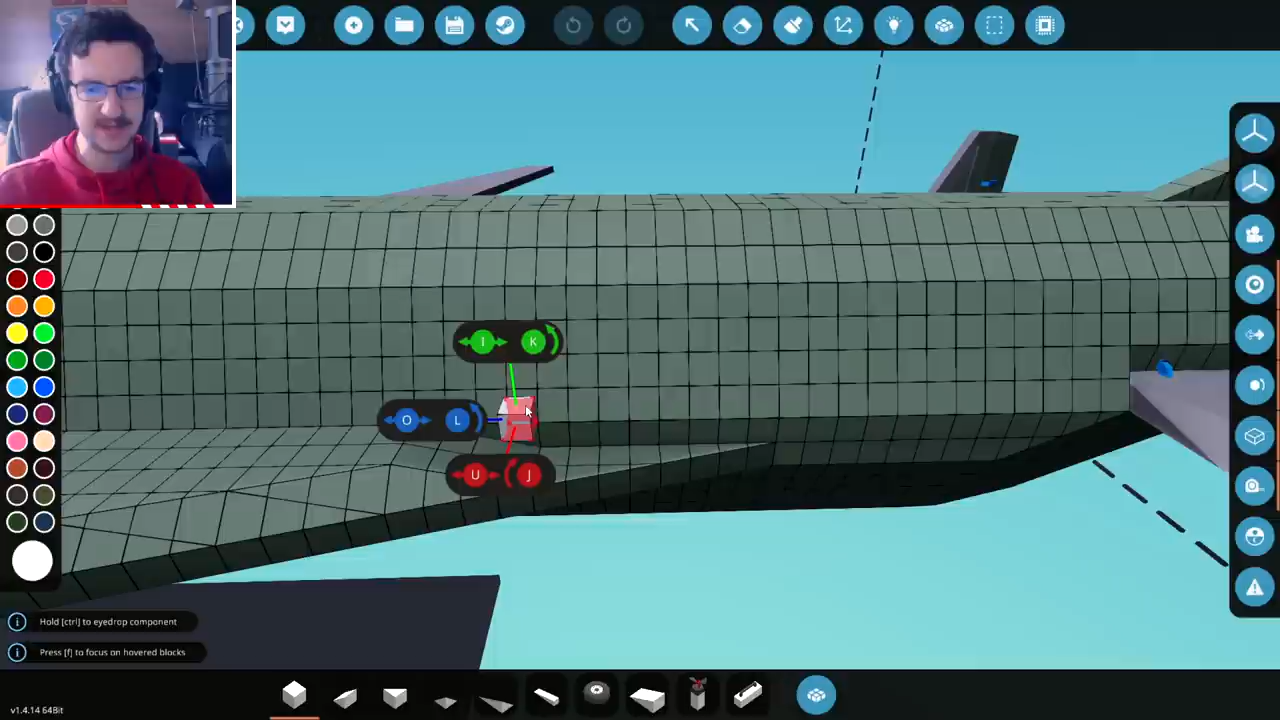 I K
O L
U J
Hold [ctrl] to eyedrop component
Press [f] to focus on hovered blocks
v1.4.14 64Bit